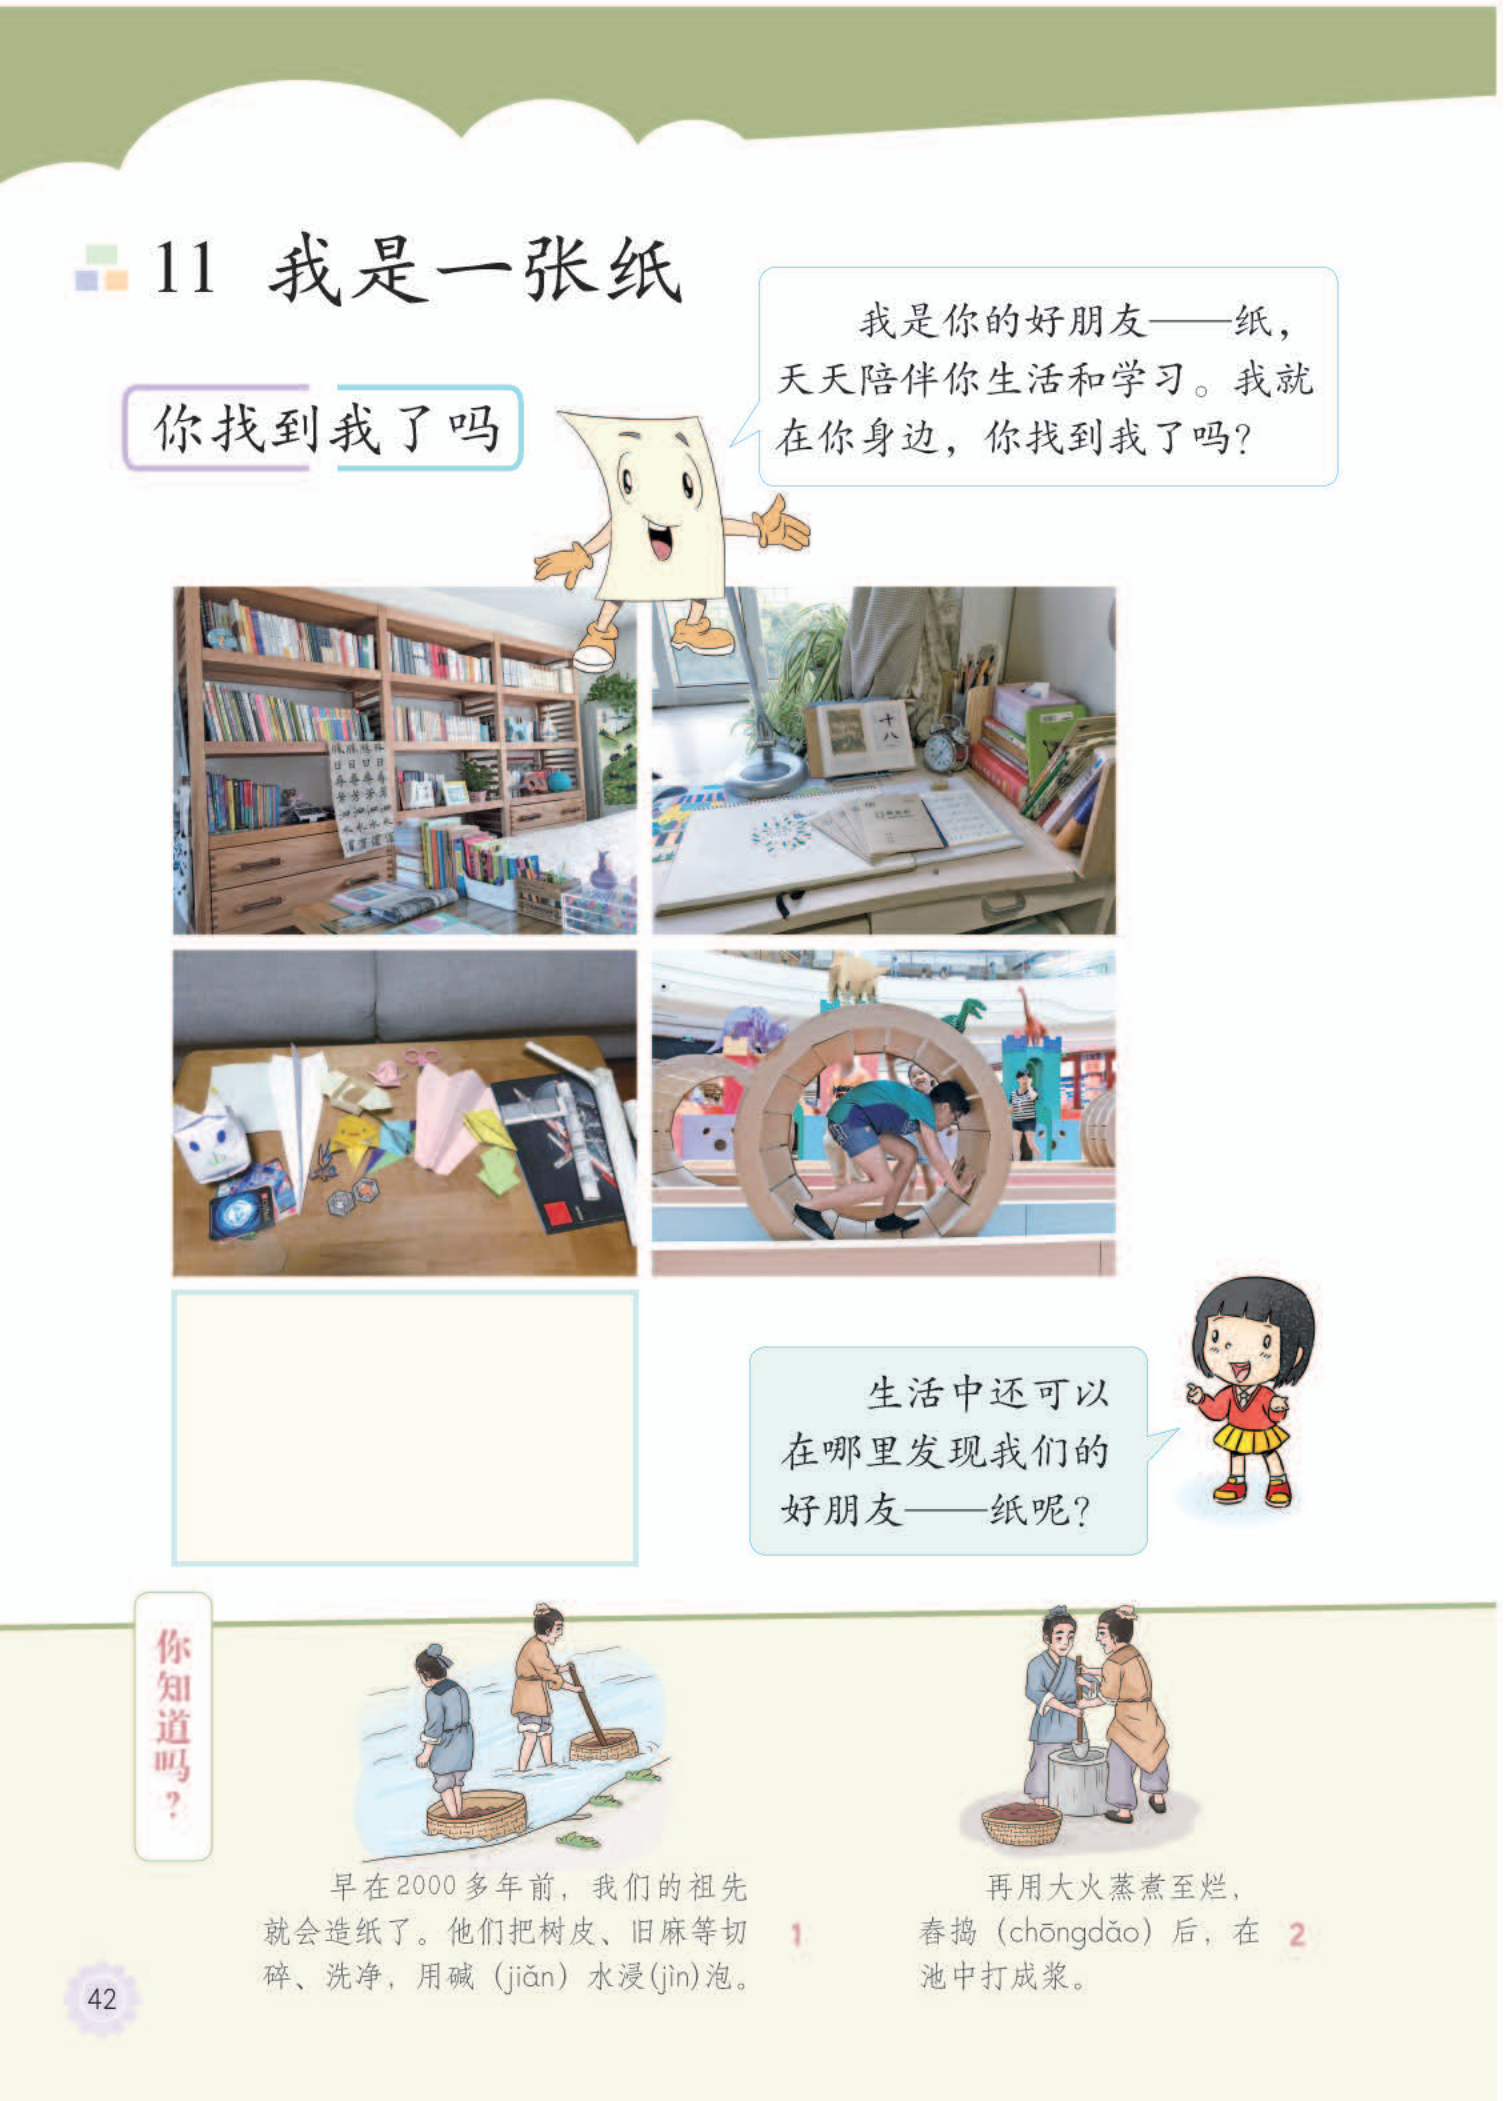 11 我是一张纸
我是你的好朋友——纸，
天天陪伴你生活和学习。我就
在你身边，你找到我了吗？
你找到我了吗
十
八
生活中还可以
在哪里发现我们的
好朋友——纸呢？
你知道吗？
早在2000多年前，我们的祖先
就会造纸了。他们把树皮、旧麻等切
碎、洗净，用碱（jiǎn）水浸(jìn)泡。
1
再用大火蒸煮至烂，
舂捣（chōngdǎo）后，在
池中打成浆。
2
42